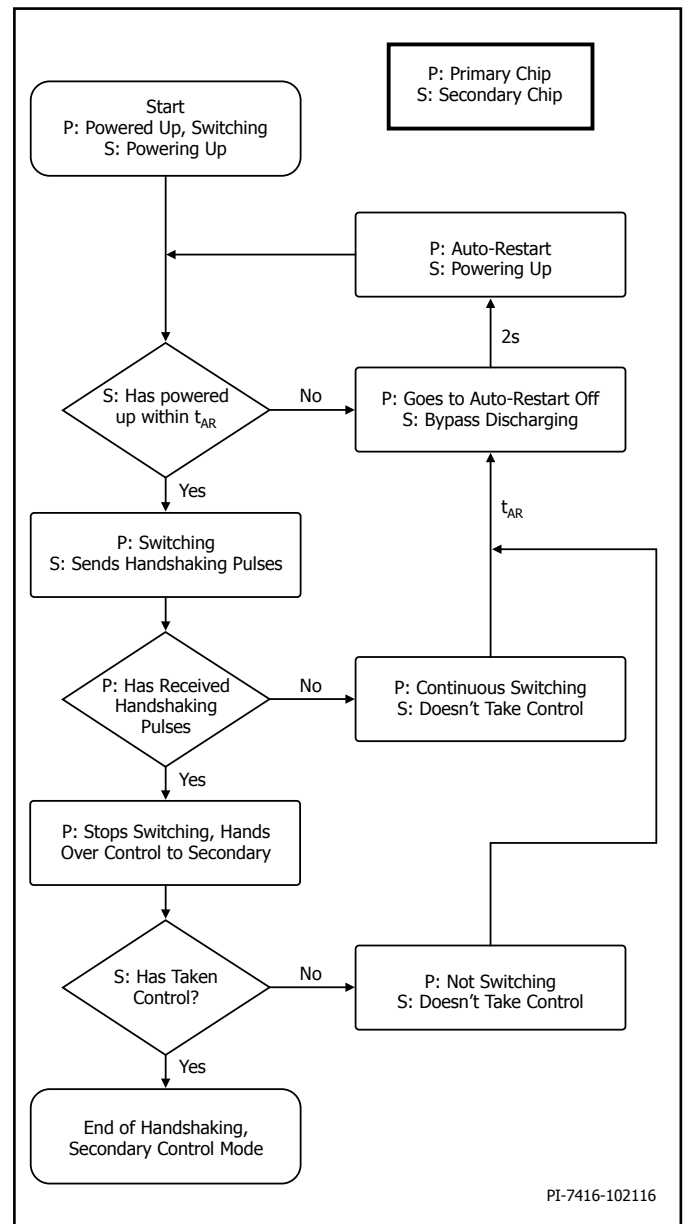 P: Primary Chip
S: Secondary Chip
Start
P: Powered Up, Switching
S: Powering Up
P: Auto-Restart
S: Powering Up
2s
S: Has powered
up within tAR
No
P: Goes to Auto-Restart Off
S: Bypass Discharging
Yes
tAR
P: Switching
S: Sends Handshaking Pulses
P: Has Received
Handshaking
Pulses
No
P: Continuous Switching
S: Doesn't Take Control
Yes
P: Stops Switching, Hands
Over Control to Secondary
S: Has Taken
Control?
No
P: Not Switching
S: Doesn't Take Control
Yes
End of Handshaking,
Secondary Control Mode
PI-7416-102116